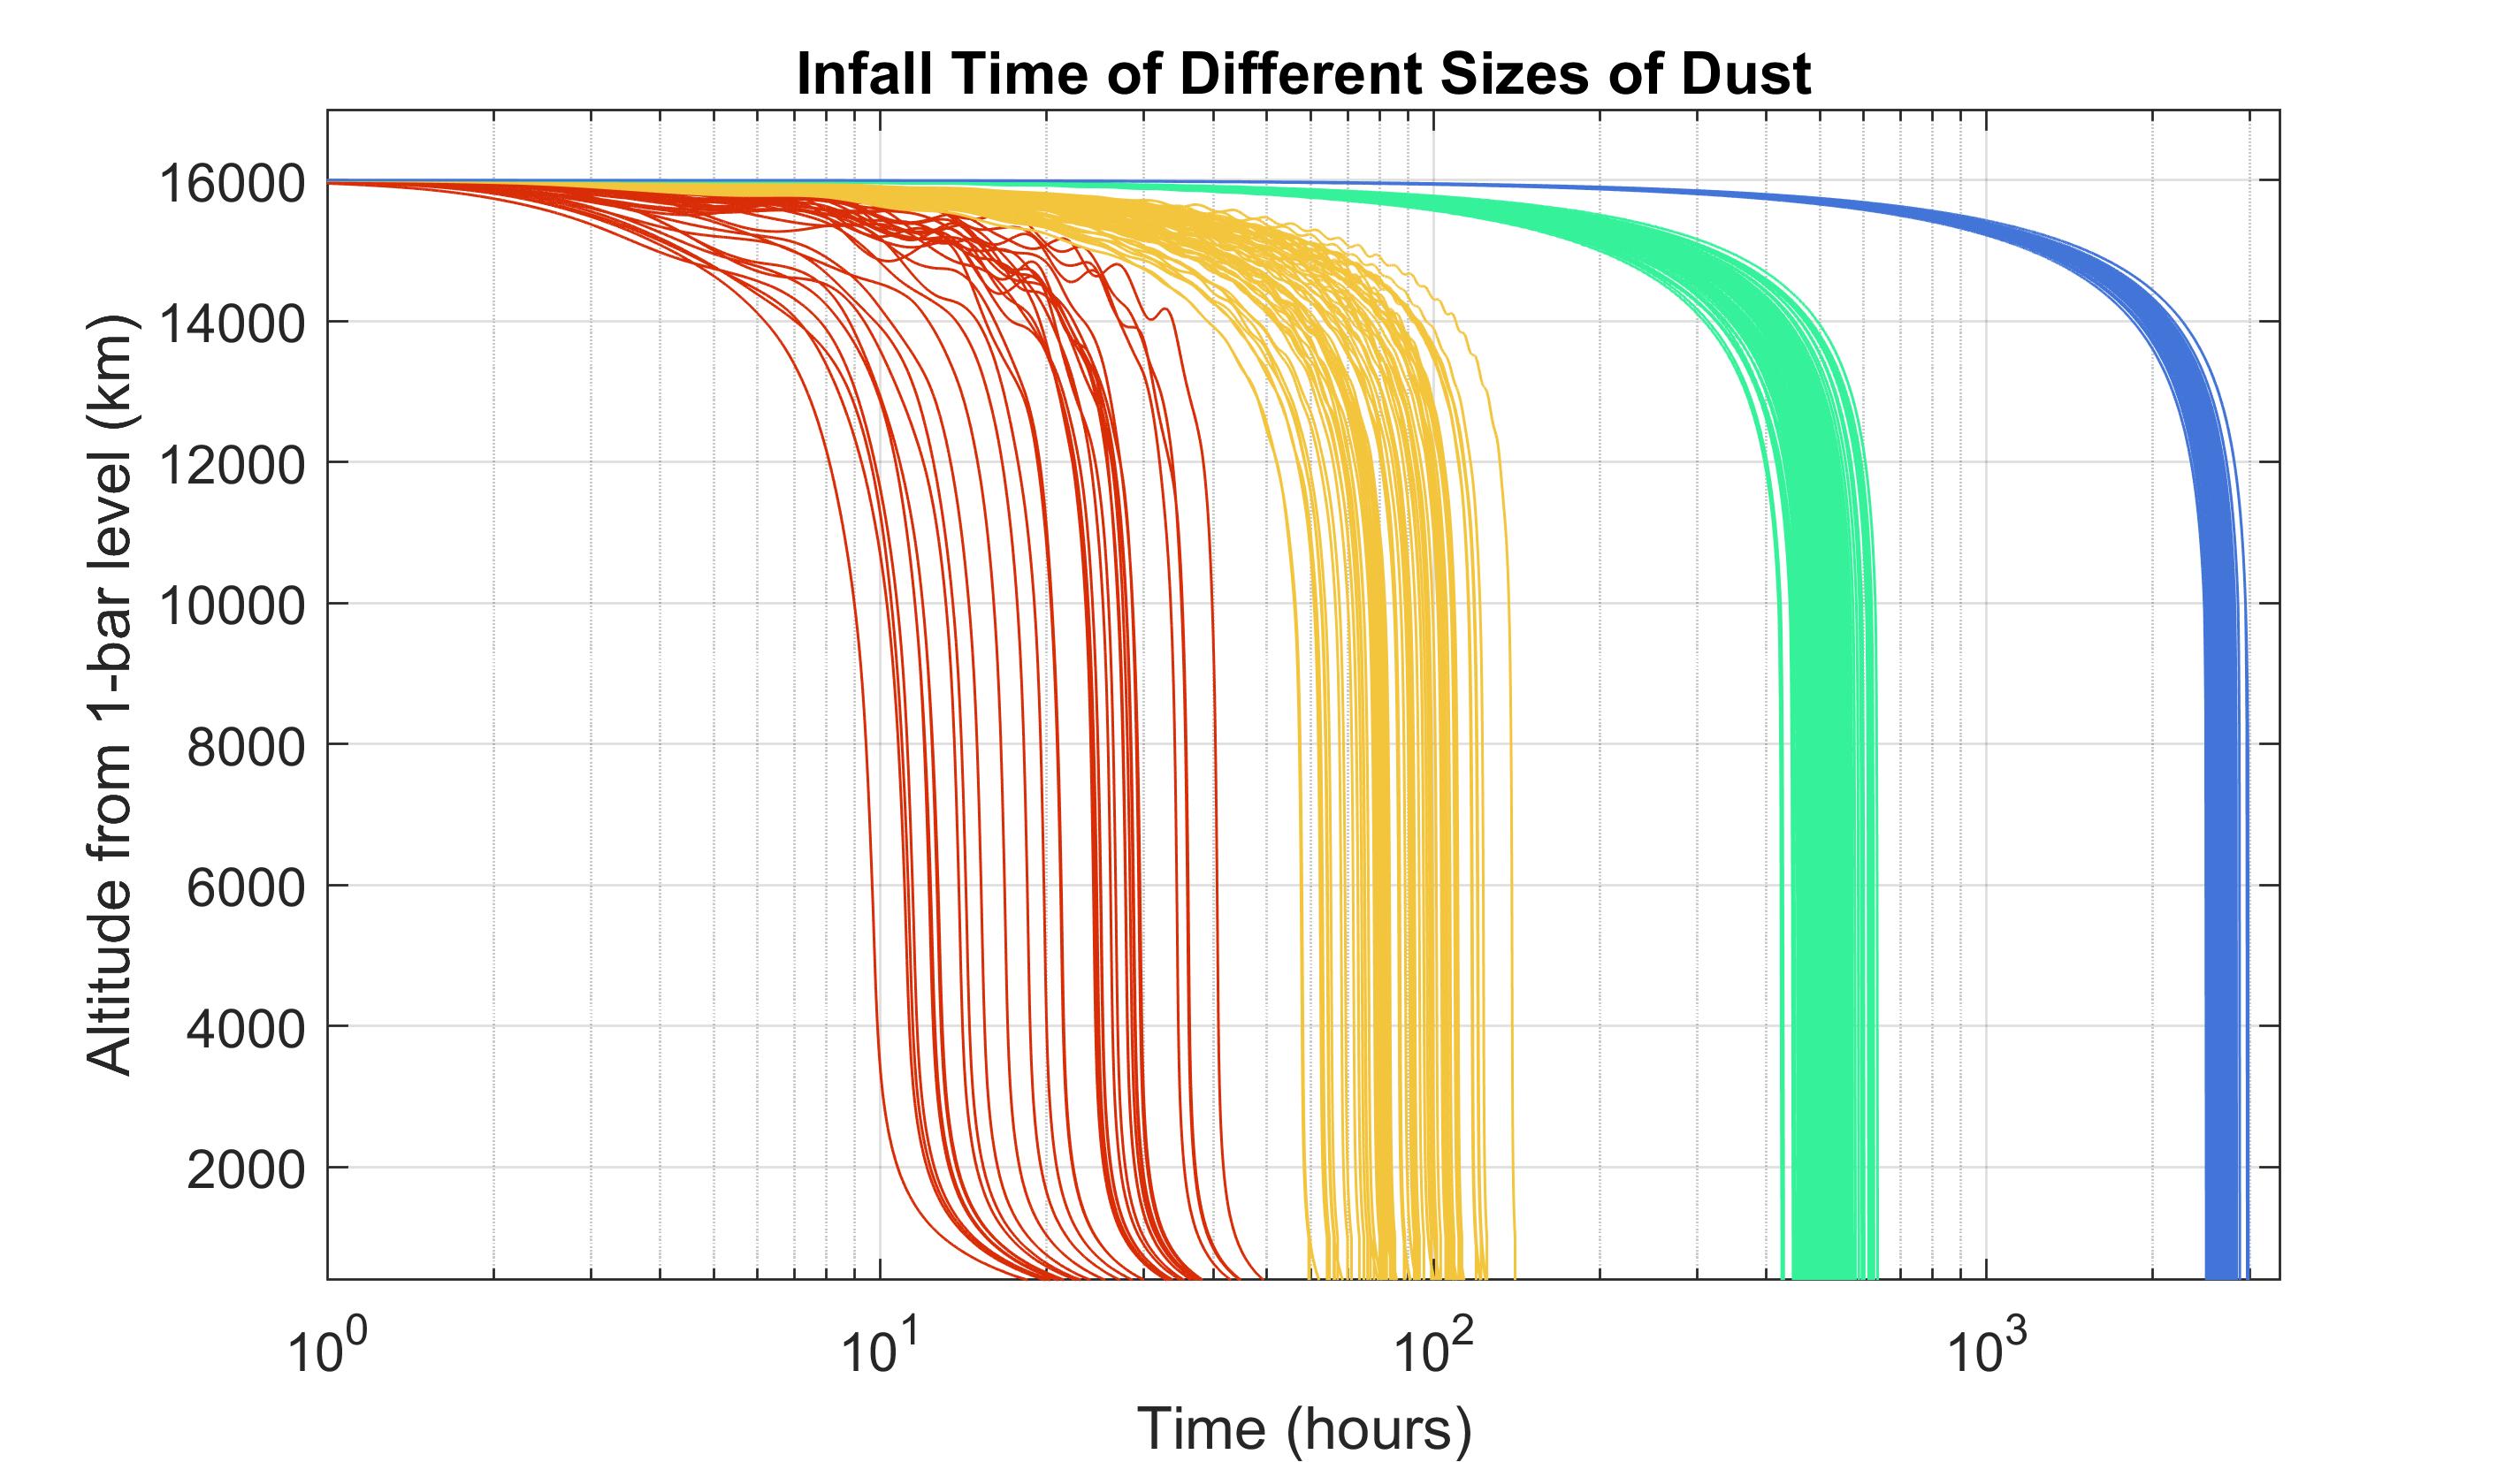 Infall Time of Different Sizes of Dust
Altitude from 1-bar level (km)
16000
14000
12000
10000
8000
6000
4000
2000
10^0 10^1 10^2 10^3
Time (hours)